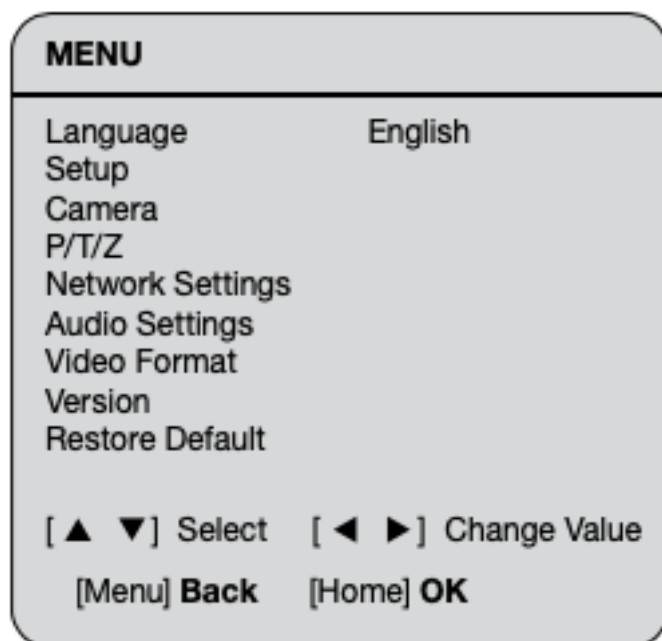 MENU
Language English
Setup
Camera
P/T/Z
Network Settings
Audio Settings
Video Format
Version
Restore Default
[ ▲ ▼] Select [ ◀ ▶] Change Value
[Menu] Back [Home] OK